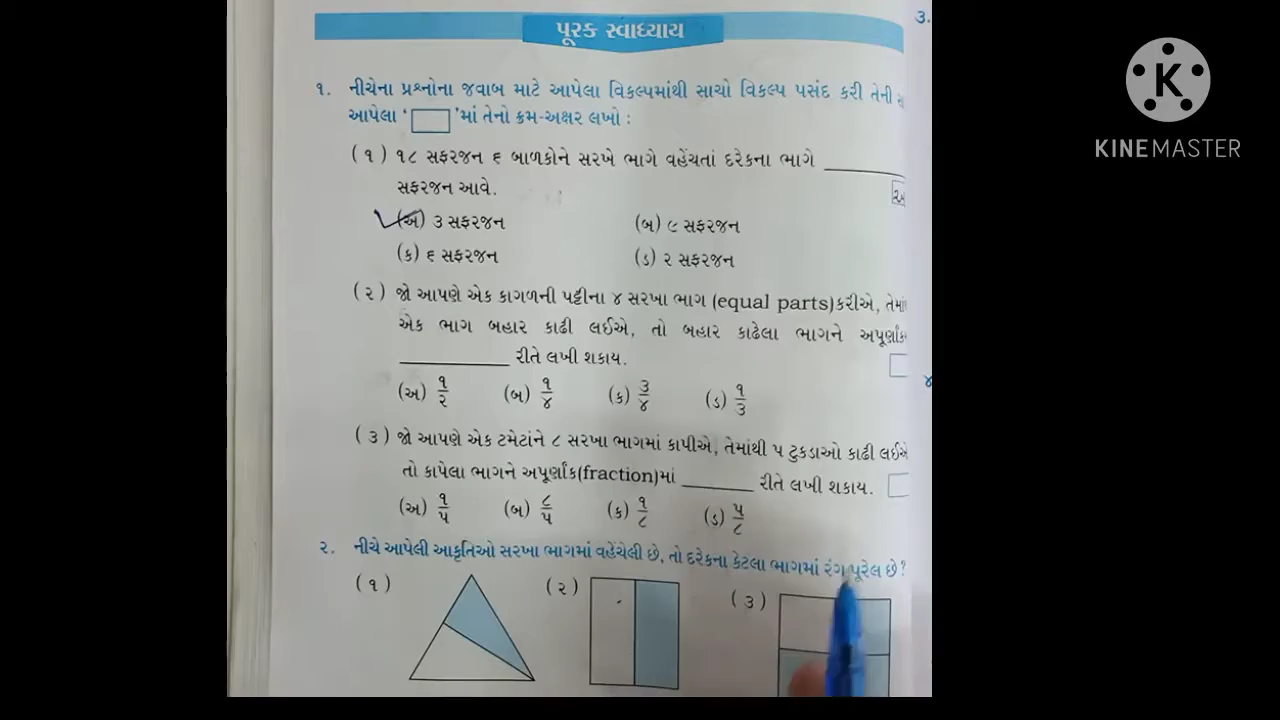 પૂરક સ્વાધ્યાય
૩.
૧. નીચેના પ્રશ્નોના જવાબ માટે આપેલા વિકલ્પમાંથી સાચો વિકલ્પ પસંદ કરી તેની
આપેલા ‘ ’માં તેનો ક્રમ-અક્ષર લખો :
K
KINEMASTER
(૧) ૧૮ સફરજન ૬ બાળકોને સરખે ભાગે વહેંચતાં દરેકના ભાગે ________
સફરજન આવે.
અ
(અ) ૩ સફરજન (બ) ૯ સફરજન
(ક) ૬ સફરજન (ડ) ૨ સફરજન
(૨) જો આપણે એક કાગળની પટ્ટીના ૪ સરખા ભાગ (equal parts) કરીએ,
એક ભાગ બહાર કાઢી લઈએ, તો બહાર કાઢેલા ભાગને
________ રીતે લખી શકાય.
૪
(અ) ૧/૨ (બ) ૧/૪ (ક) ૩/૪ (ડ) ૧/૩
(૩) જો આપણે એક ટમેટાંને ૮ સરખા ભાગમાં કાપીએ, તેમાંથી ૫ ટુકડાઓ કાઢી લઈએ
તો કાપેલા ભાગને અપૂર્ણાંક(fraction)માં ________ રીતે લખી શકાય.
(અ) ૧/૫ (બ) ૮/૫ (ક) ૧/૮ (ડ) ૫/૮
૨. નીચે આપેલી આકૃતિઓ સરખા ભાગમાં વહેંચેલી છે, તો દરેકના કેટલા ભાગમાં રંગ પૂરેલ છે?
(૧) (૨) (૩)